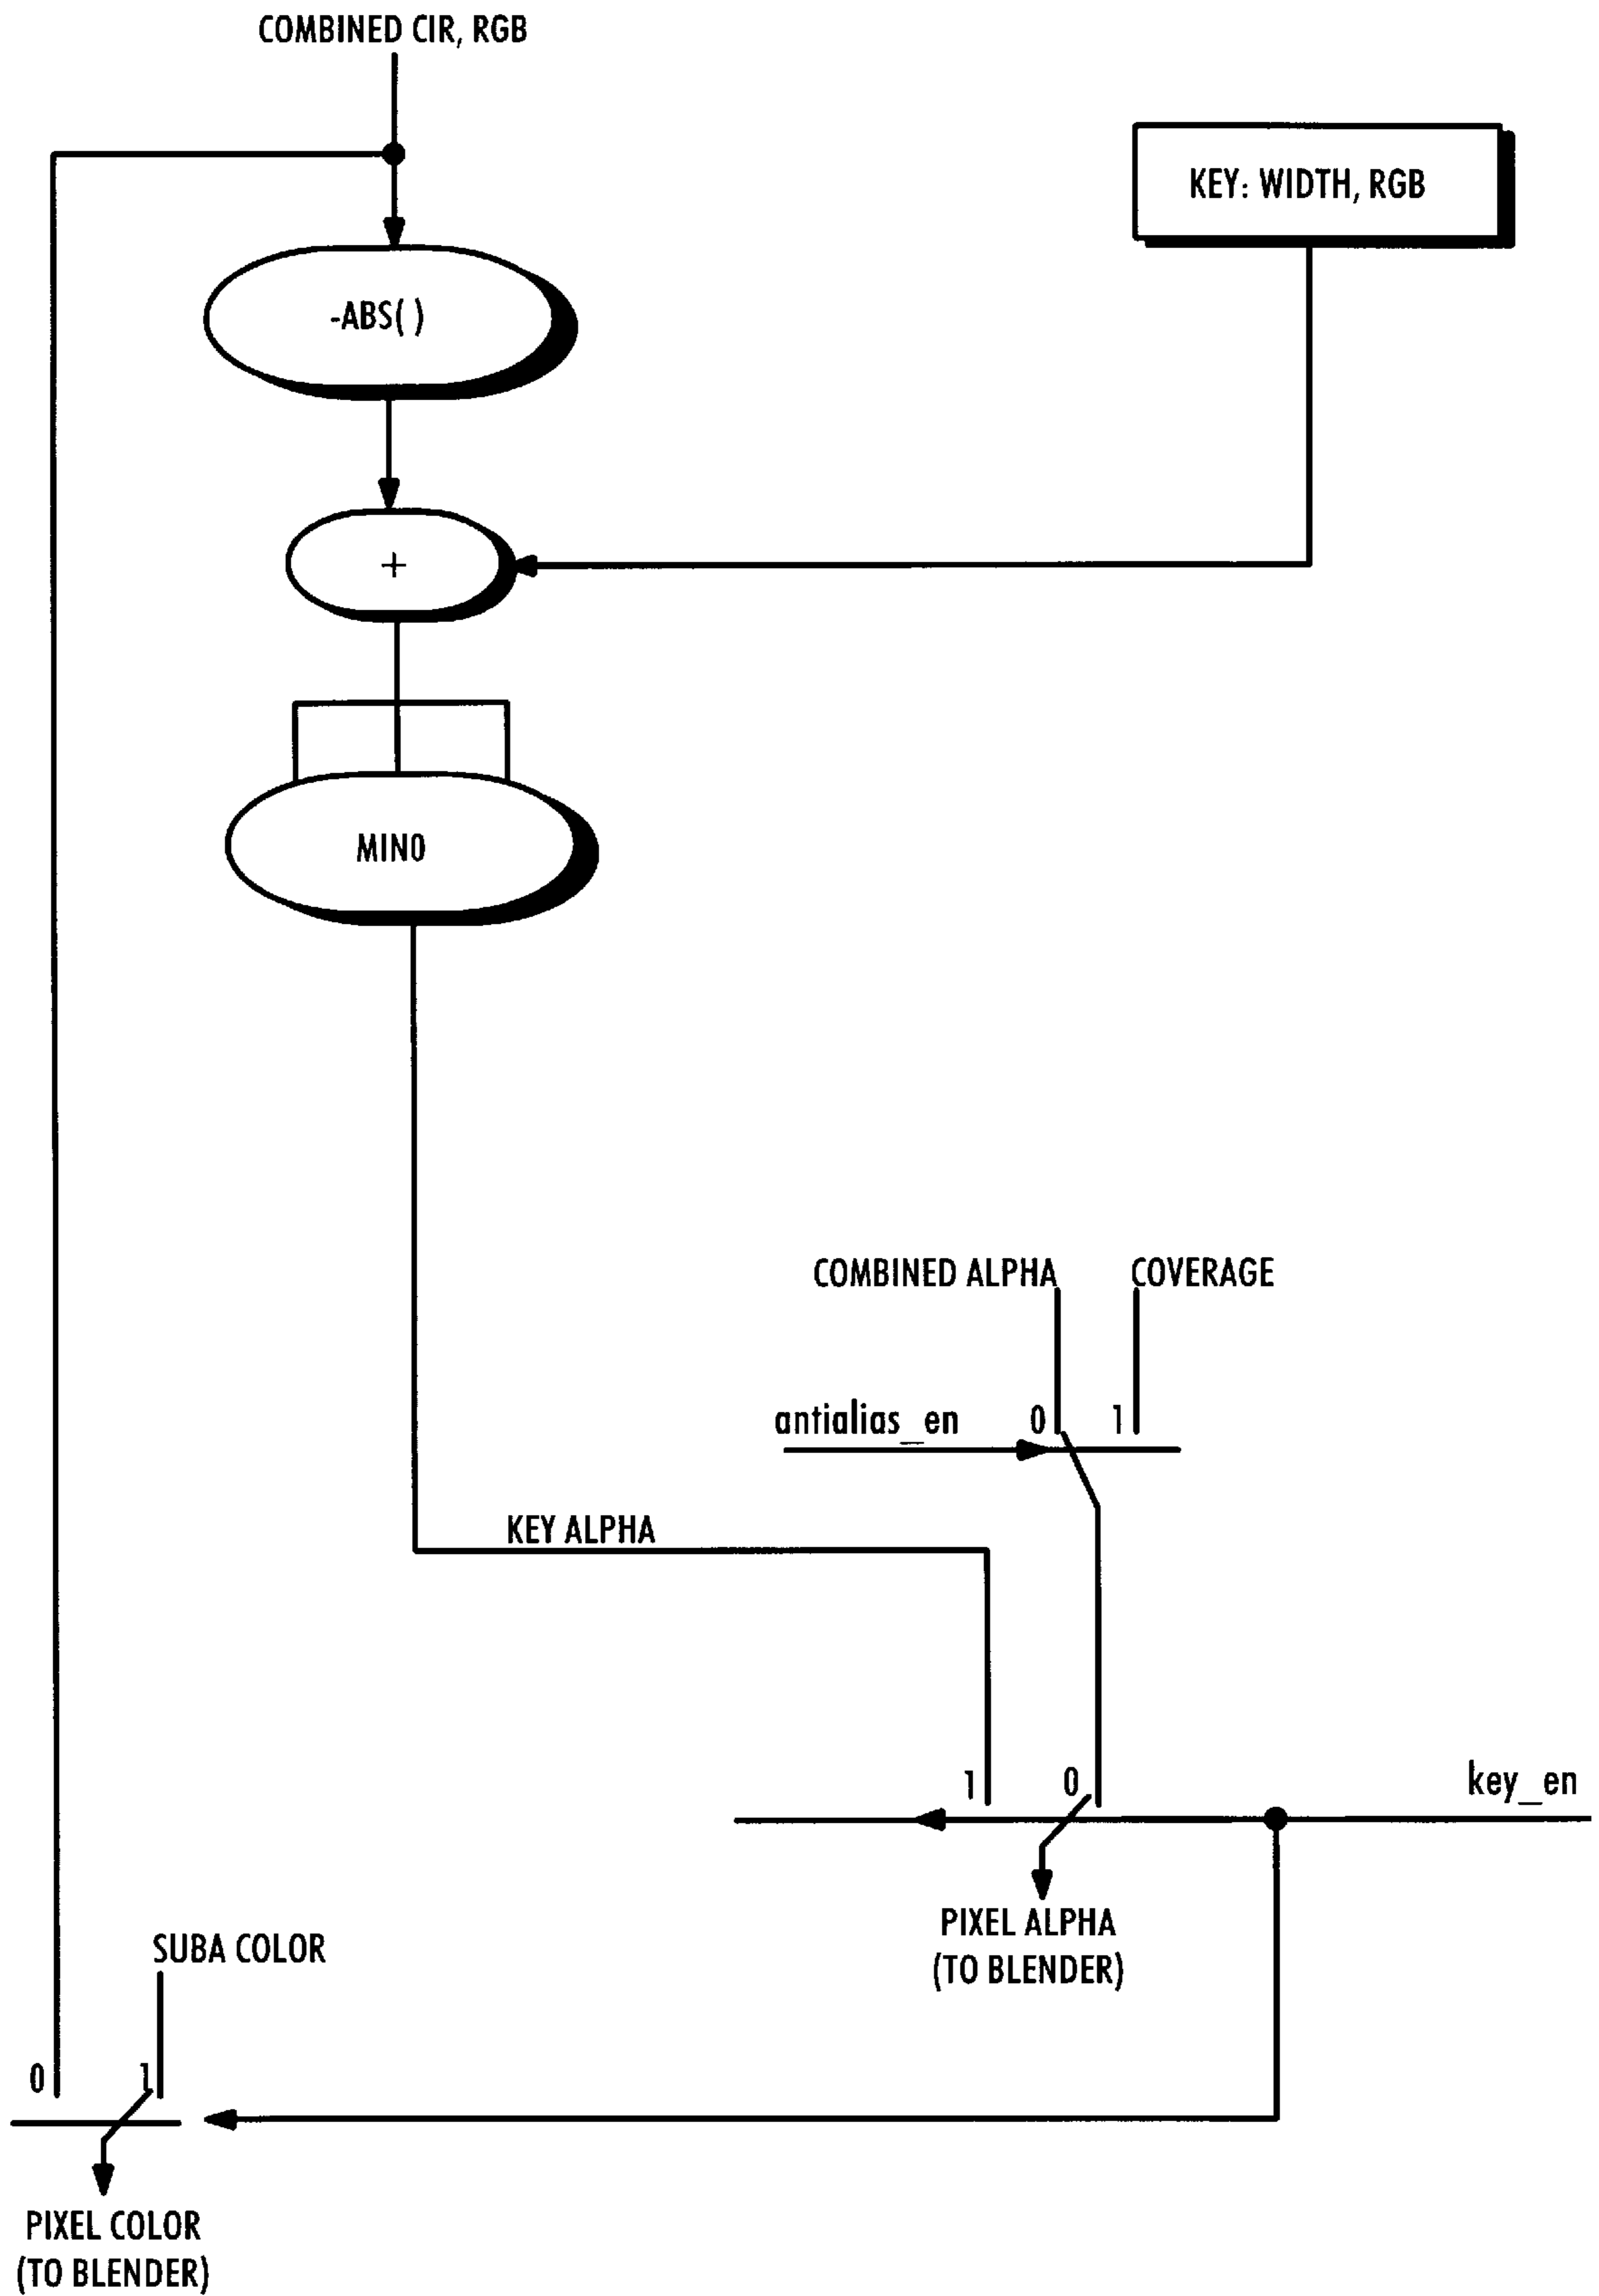 COMBINED CIR, RGB
KEY: WIDTH, RGB
-ABS( )
+
MIN0
COMBINED ALPHA
COVERAGE
antialias_en
0
1
KEY ALPHA
1
0
key_en
PIXEL ALPHA
(TO BLENDER)
SUBA COLOR
0
1
PIXEL COLOR
(TO BLENDER)